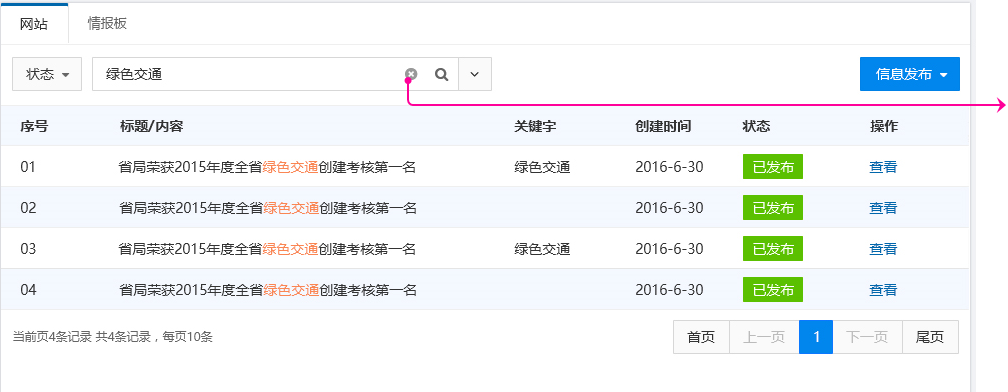 网站 情报板
状态 绿色交通 信息发布
序号 标题/内容 关键字 创建时间 状态 操作
01 省局荣获2015年度全省绿色交通创建考核第一名 绿色交通 2016-6-30 已发布 查看
02 省局荣获2015年度全省绿色交通创建考核第一名 2016-6-30 已发布 查看
03 省局荣获2015年度全省绿色交通创建考核第一名 绿色交通 2016-6-30 已发布 查看
04 省局荣获2015年度全省绿色交通创建考核第一名 2016-6-30 已发布 查看
当前页4条记录 共4条记录，每页10条 首页 上一页 1 下一页 尾页